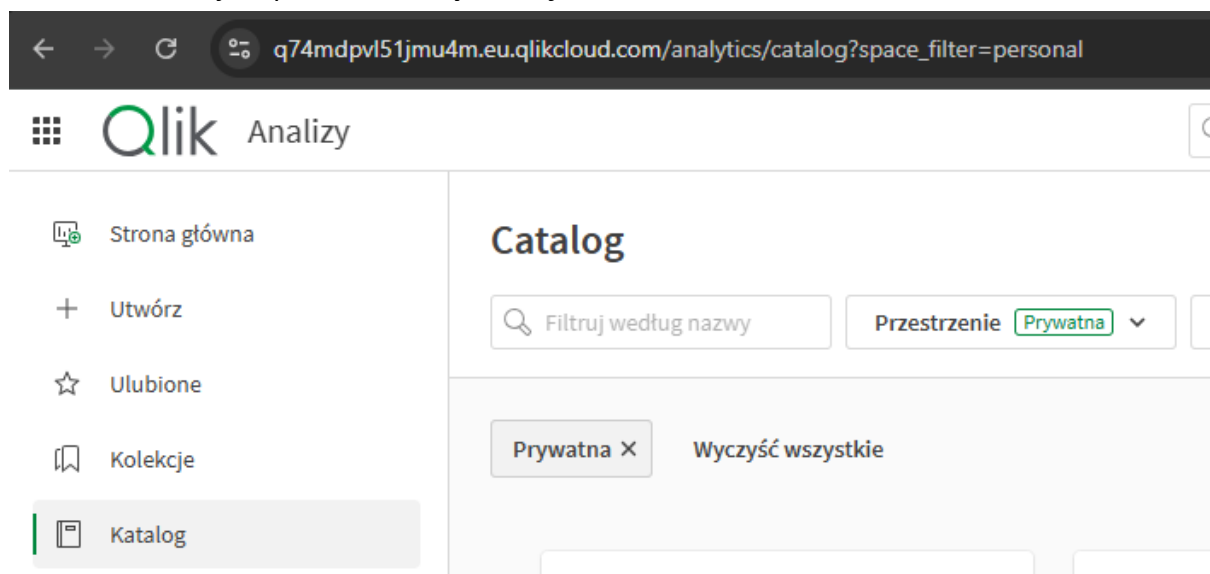 q74mdpvl51jmu4m.eu.qlikcloud.com/analytics/catalog?space_filter=personal
Qlik Analizy
Strona główna
Utwórz
Ulubione
Kolekcje
Katalog
Catalog
Filtruj według nazwy
Przestrzenie Prywatna
Prywatna
Wyczyść wszystkie